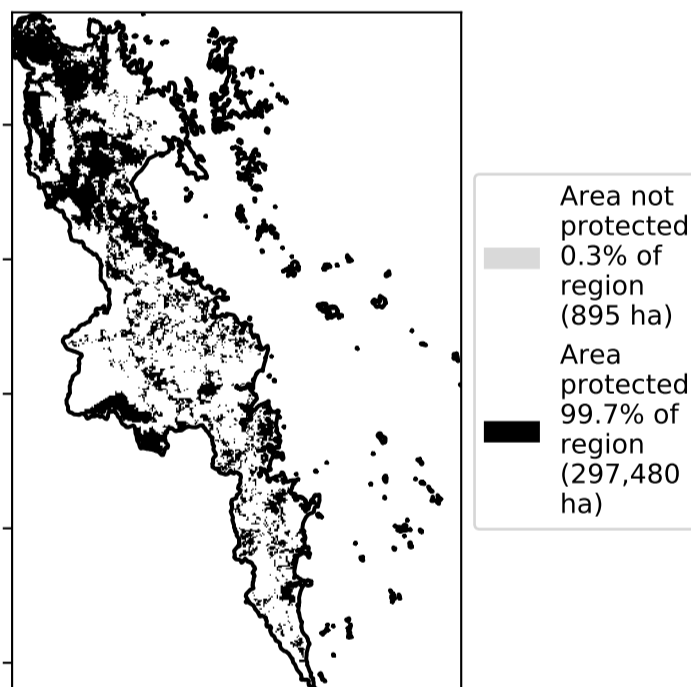 Area not
protected
0.3% of
region
(895 ha)
Area
protected
99.7% of
region
(297,480
ha)